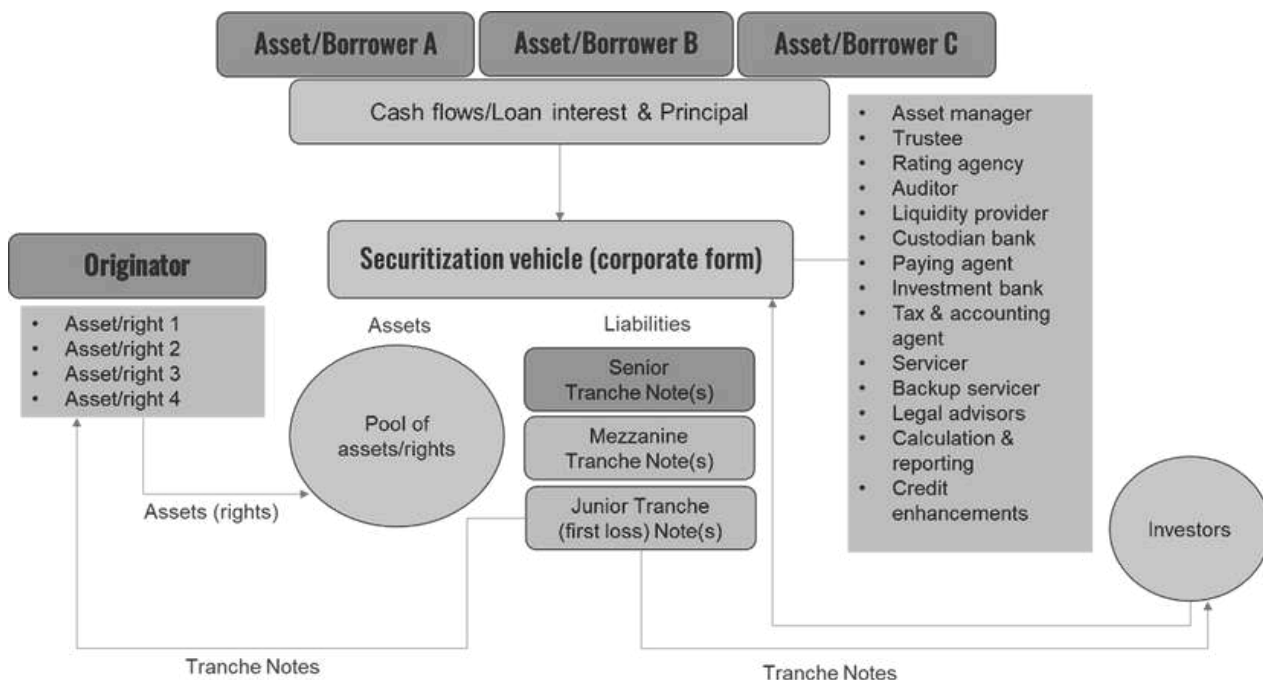 Asset/Borrower A
Asset/Borrower B
Asset/Borrower C
Cash flows/Loan interest & Principal
• Asset manager
• Trustee
• Rating agency
• Auditor
• Liquidity provider
• Custodian bank
• Paying agent
• Investment bank
• Tax & accounting
agent
• Servicer
• Backup servicer
• Legal advisors
• Calculation &
reporting
• Credit
enhancements
Securitization vehicle (corporate form)
Originator
• Asset/right 1
• Asset/right 2
• Asset/right 3
• Asset/right 4
Assets
Liabilities
Pool of
assets/rights
Senior
Tranche Note(s)
Mezzanine
Tranche Note(s)
Junior Tranche
(first loss) Note(s)
Assets (rights)
Investors
Tranche Notes
Tranche Notes